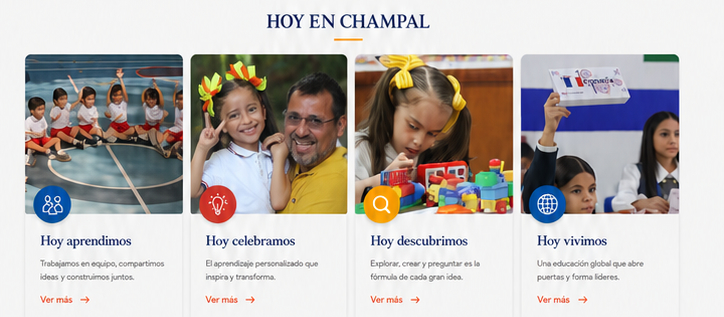 HOY EN CHAMPAL
Hoy aprendimos
Trabajamos en equipo, compartimos
ideas y construimos juntos.
Ver más →
Hoy celebramos
El aprendizaje personalizado que
inspira y transforma.
Ver más →
Hoy descubrimos
Explorar, crear y preguntar es la
fórmula de cada gran idea.
Ver más →
Hoy vivimos
Una educación global que abre
puertas y forma líderes.
Ver más →